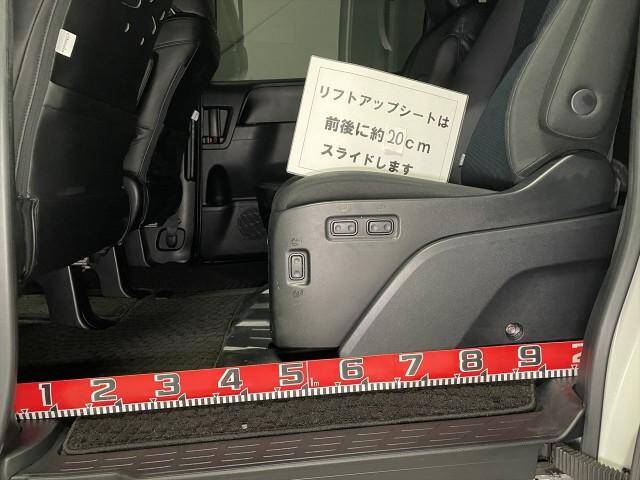 リフトアップシートは
前後に約20cm
スライドします
1 2 3 4 5 1m 6 7 8 9